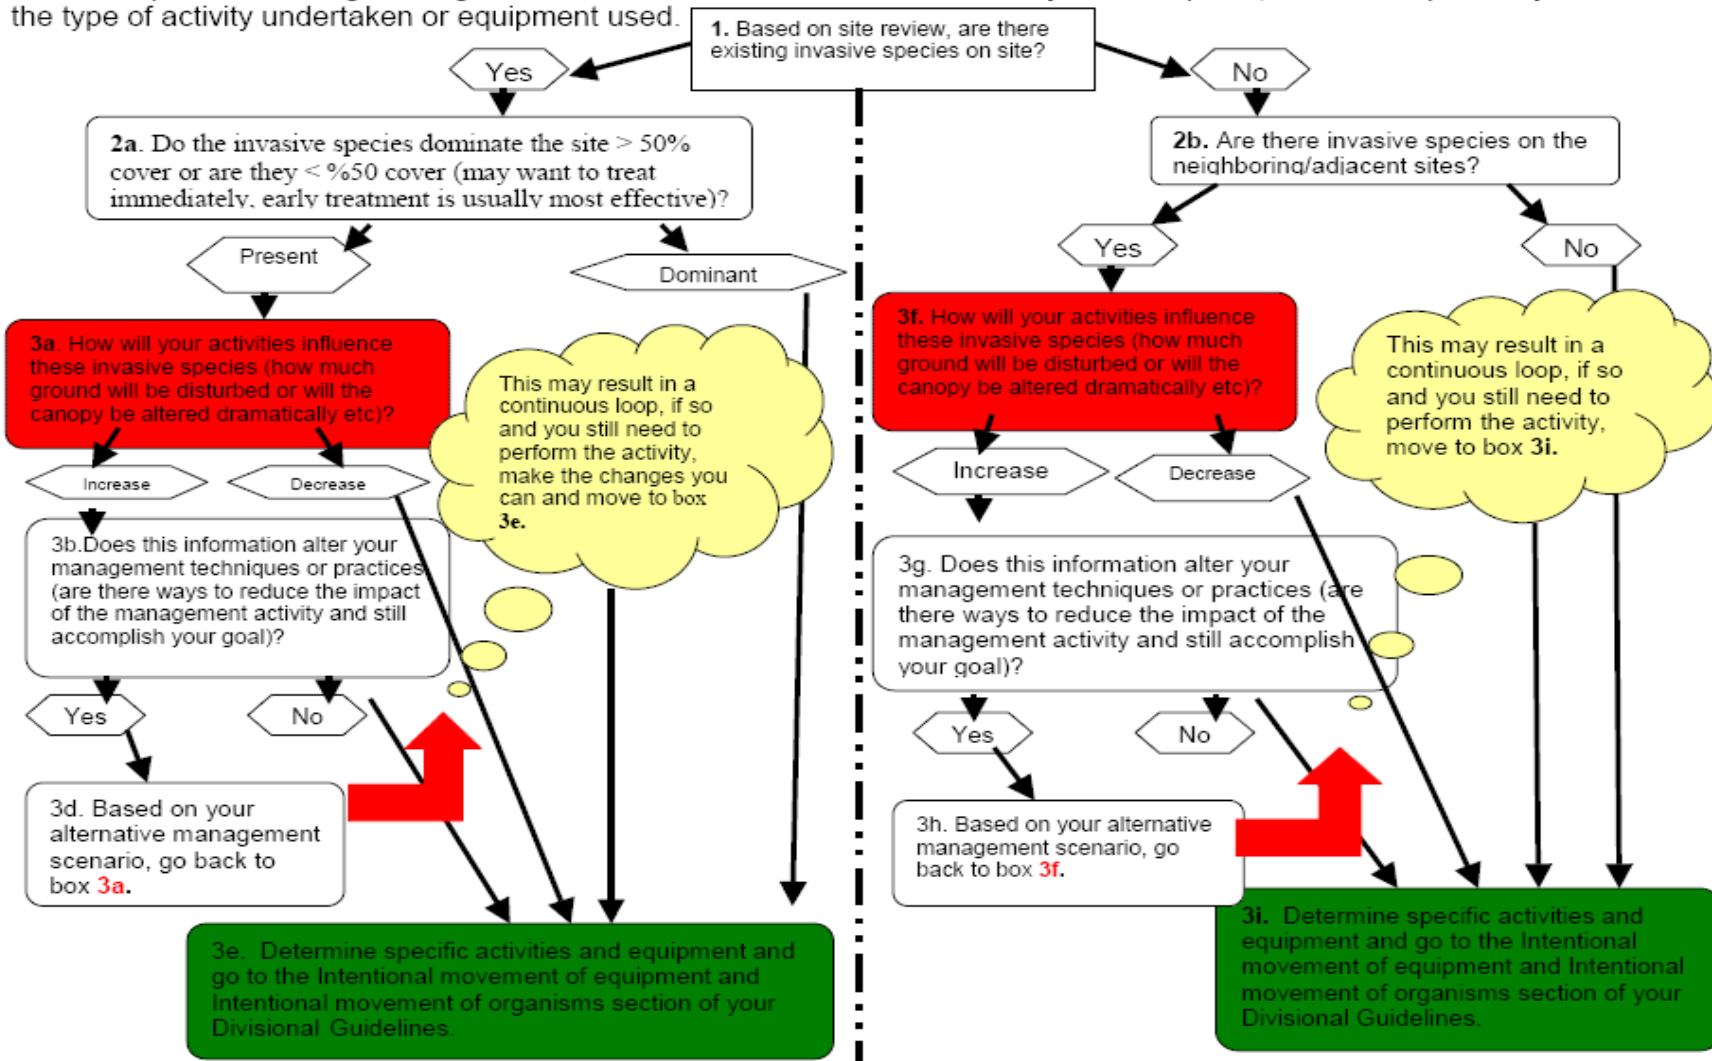 the type of activity undertaken or equipment used.
1. Based on site review, are there
existing invasive species on site?
Yes
No
2a. Do the invasive species dominate the site > 50%
cover or are they < %50 cover (may want to treat
immediately, early treatment is usually most effective)?
2b. Are there invasive species on the
neighboring/adjacent sites?
Present
Dominant
Yes
No
3a. How will your activities influence
these invasive species (how much
ground will be disturbed or will the
canopy be altered dramatically etc)?
Increase
Decrease
This may result in a
continuous loop, if so
and you still need to
perform the activity,
make the changes you
can and move to box
3e.
3b.Does this information alter your
management techniques or practices
(are there ways to reduce the impact
of the management activity and still
accomplish your goal)?
Yes
No
3d. Based on your
alternative management
scenario, go back to
box 3a.
3e. Determine specific activities and equipment and
go to the Intentional movement of equipment and
Intentional movement of organisms section of your
Divisional Guidelines.
3f. How will your activities influence
these invasive species (how much
ground will be disturbed or will the
canopy be altered dramatically etc)?
Increase
Decrease
This may result in a
continuous loop, if so
and you still need to
perform the activity,
move to box 3i.
3g. Does this information alter your
management techniques or practices (are
there ways to reduce the impact of the
management activity and still accomplish
your goal)?
Yes
No
3h. Based on your alternative
management scenario, go
back to box 3f.
3i. Determine specific activities and
equipment and go to the Intentional
movement of equipment and Intentional
movement of organisms section of your
Divisional Guidelines.